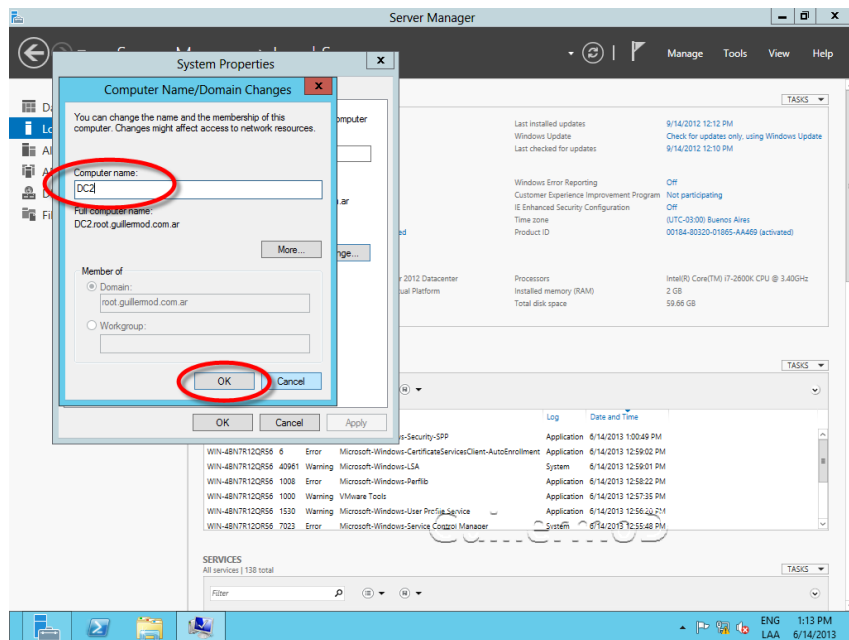 Server Manager
Manage Tools View Help
System Properties
Computer Name/Domain Changes
You can change the name and the membership of this
computer. Changes might affect access to network resources.
Computer name:
DC2
Full computer name:
DC2.root.guillermod.com.ar
More...
Member of
Domain:
root.guillermod.com.ar
Workgroup:
OK Cancel
OK Cancel Apply
TASKS
Last installed updates 9/14/2012 12:12 PM
Windows Update Check for updates only, using Windows Update
Last checked for updates 9/14/2012 12:10 PM
Windows Error Reporting Off
Customer Experience Improvement Program Not participating
IE Enhanced Security Configuration Off
Time zone (UTC-03:00) Buenos Aires
Product ID 00184-80320-01865-AA469 (activated)
2012 Datacenter
Platform
Processors Intel(R) Core(TM) i7-2600K CPU @ 3.40GHz
Installed memory (RAM) 2 GB
Total disk space 59.66 GB
TASKS
Log Date and Time
-Security-SPP Application 6/14/2013 1:00:49 PM
WIN-48N7R12QRS6 6 Error Microsoft-Windows-CertificateServicesClient-AutoEnrollment Application 6/14/2013 12:59:02 PM
WIN-48N7R12QRS6 40961 Warning Microsoft-Windows-LSA System 6/14/2013 12:59:01 PM
WIN-48N7R12QRS6 1008 Error Microsoft-Windows-Perflib Application 6/14/2013 12:58:22 PM
WIN-48N7R12QRS6 1000 Warning VMware Tools Application 6/14/2013 12:57:35 PM
WIN-48N7R12QRS6 1530 Warning Microsoft-Windows-User Profile Service Application 6/14/2013 12:56:20 PM
WIN-48N7R12QRS6 7023 Error Microsoft-Windows-Service Control Manager System 6/14/2013 12:55:48 PM
GuillermoD
SERVICES
All services | 138 total
TASKS
Filter
ENG 1:13 PM
LAA 6/14/2013